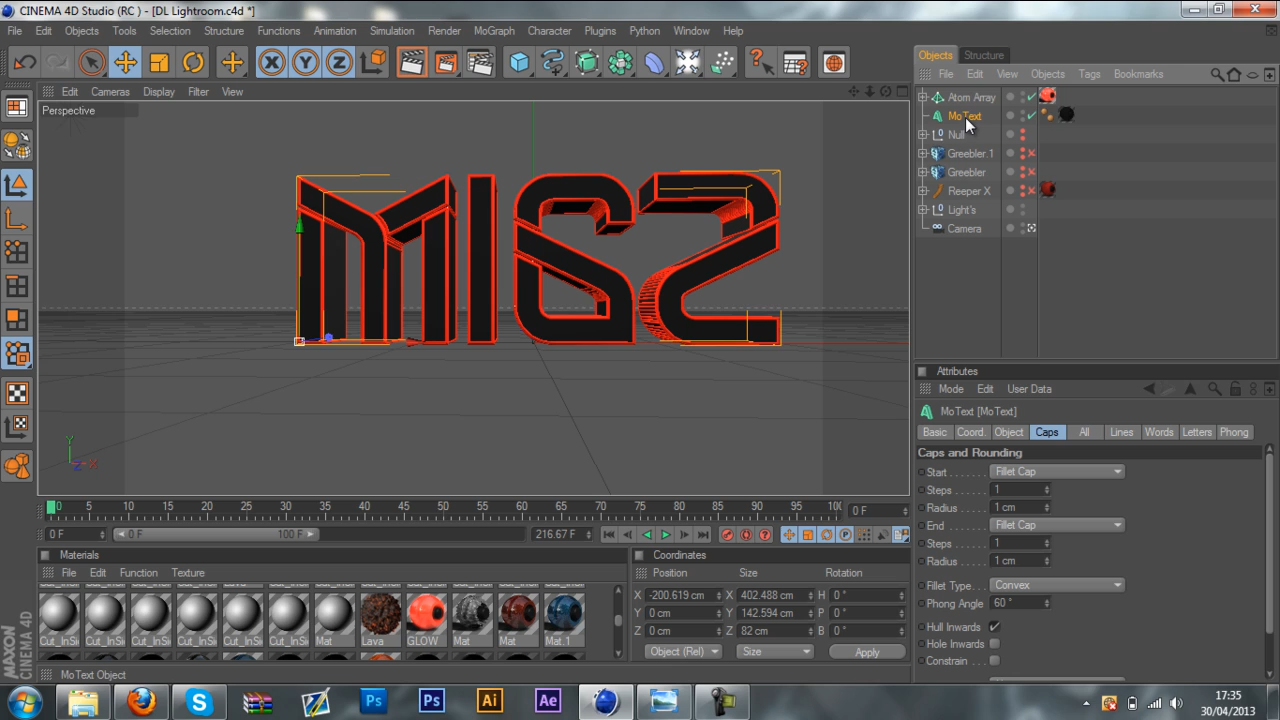 CINEMA 4D Studio (RC ) - [DL Lightroom.c4d *]
File Edit Objects Tools Selection Structure Functions Animation Simulation Render MoGraph Character Plugins Python Window Help
X Y Z
Objects Structure
File Edit View Objects Tags Bookmarks
Edit Cameras Display Filter View
Perspective
Atom Array
MoText
Null
Greebler.1
Greebler
Reeper X
Light's
Camera
MIGZ
Y
Z X
Attributes
Mode Edit User Data
MoText [MoText]
Basic Coord. Object Caps All Lines Words Letters Phong
Caps and Rounding
Start Fillet Cap
Steps 1
Radius 1 cm
End Fillet Cap
Steps 1
Radius 1 cm
Fillet Type Convex
Phong Angle 60 °
Hull Inwards
Hole Inwards
Constrain
0 5 10 15 20 25 30 35 40 45 50 55 60 65 70 75 80 85 90 95 100 0 F
0 F 0 F 100 F 216.67 F
Materials
File Edit Function Texture
Cut_InSi Cut_InSi Cut_InSi Cut_InSi Cut_InSi Mat Lava GLOW Mat Mat Mat.1
Coordinates
Position Size Rotation
X -200.619 cm X 402.488 cm H 0 °
Y 0 cm Y 142.594 cm P 0 °
Z 0 cm Z 82 cm B 0 °
Object (Rel) Size Apply
MAXON
CINEMA 4D
MoText Object
S Ps Ps Ai Ae
17:35
30/04/2013